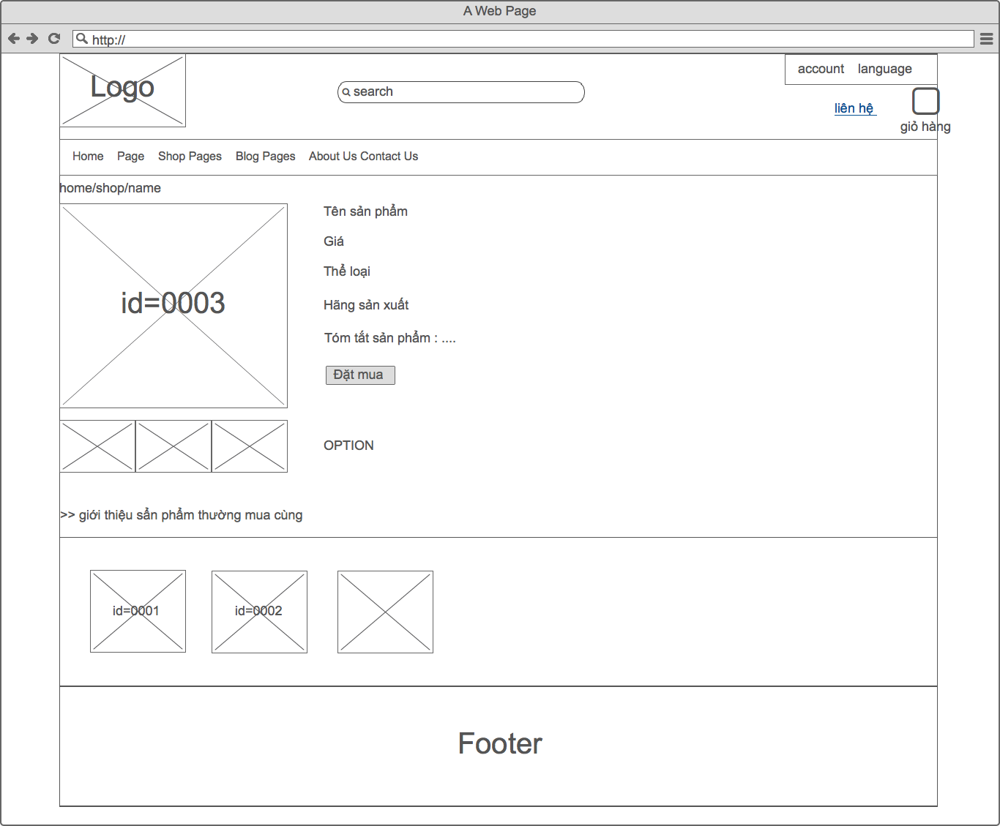 A Web Page
http://
Logo
search
account language
liên hệ
giỏ hàng
Home Page Shop Pages Blog Pages About Us Contact Us
home/shop/name
id=0003
Tên sản phẩm
Giá
Thể loại
Hãng sản xuất
Tóm tắt sản phẩm : ....
Đặt mua
OPTION
>> giới thiệu sẩn phẩm thường mua cùng
id=0001 id=0002
Footer